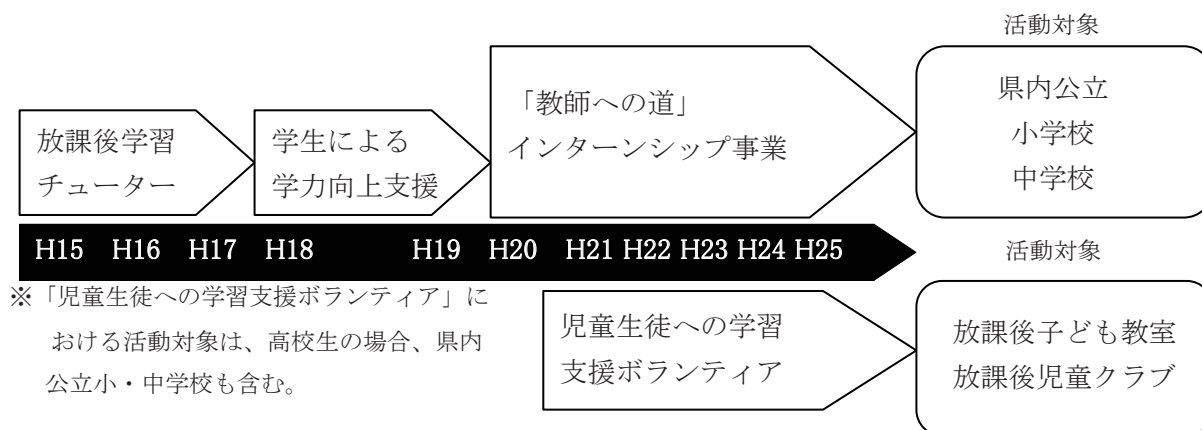 活動対象
「教師への道」
インターンシップ事業
県内公立
小学校
中学校
放課後学習
チューター
学生による
学力向上支援
H15 H16 H17 H18 H19 H20 H21 H22 H23 H24 H25
活動対象
※「児童生徒への学習支援ボランティア」に
おける活動対象は、高校生の場合、県内
公立小・中学校も含む。
児童生徒への学習
支援ボランティア
放課後子ども教室
放課後児童クラブ